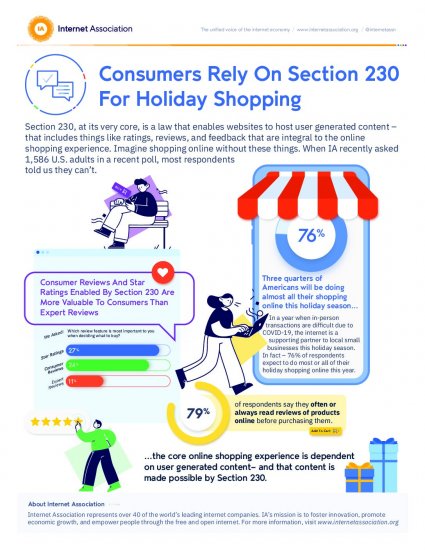 IA Internet Association
The unified voice of the internet economy / www.internetassociation.org / @internetassn
Consumers Rely On Section 230
For Holiday Shopping
Section 230, at its very core, is a law that enables websites to host user generated content –
that includes things like ratings, reviews, and feedback that are integral to the online
shopping experience. Imagine shopping online without these things. When IA recently asked
1,586 U.S. adults in a recent poll, most respondents
told us they can't.
76%
Consumer Reviews And Star
Ratings Enabled By Section 230 Are
More Valuable To Consumers Than
Expert Reviews
We Asked:
Which review feature is most important to you
when deciding what to buy?
Star Ratings
27%
Consumer
Reviews
Expert
Reviews
11%
Three quarters of
Americans will be doing
almost all their shopping
online this holiday season...
In a year when in-person
transactions are difficult due to
COVID-19, the internet is a
supporting partner to local small
businesses this holiday season.
In fact – 76% of respondents
expect to do most or all of their
holiday shopping online this year.
79%
of respondents say they often or
always read reviews of products
online before purchasing them.
Add To Cart
...the core online shopping experience is dependent
on user generated content– and that content is
made possible by Section 230.
About Internet Association
Internet Association represents over 40 of the world's leading internet companies. IA's mission is to foster innovation, promote
economic growth, and empower people through the free and open internet. For more information, visit www.internetassociation.org